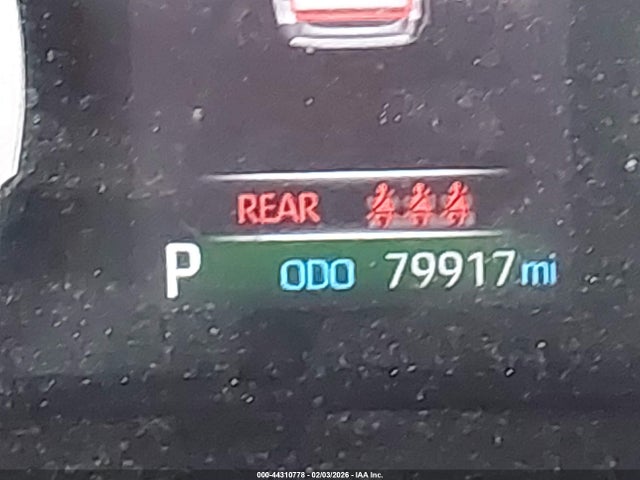 REAR
P ODO 79917 mi
000-44310778 - 02/03/2026 - IAA Inc.